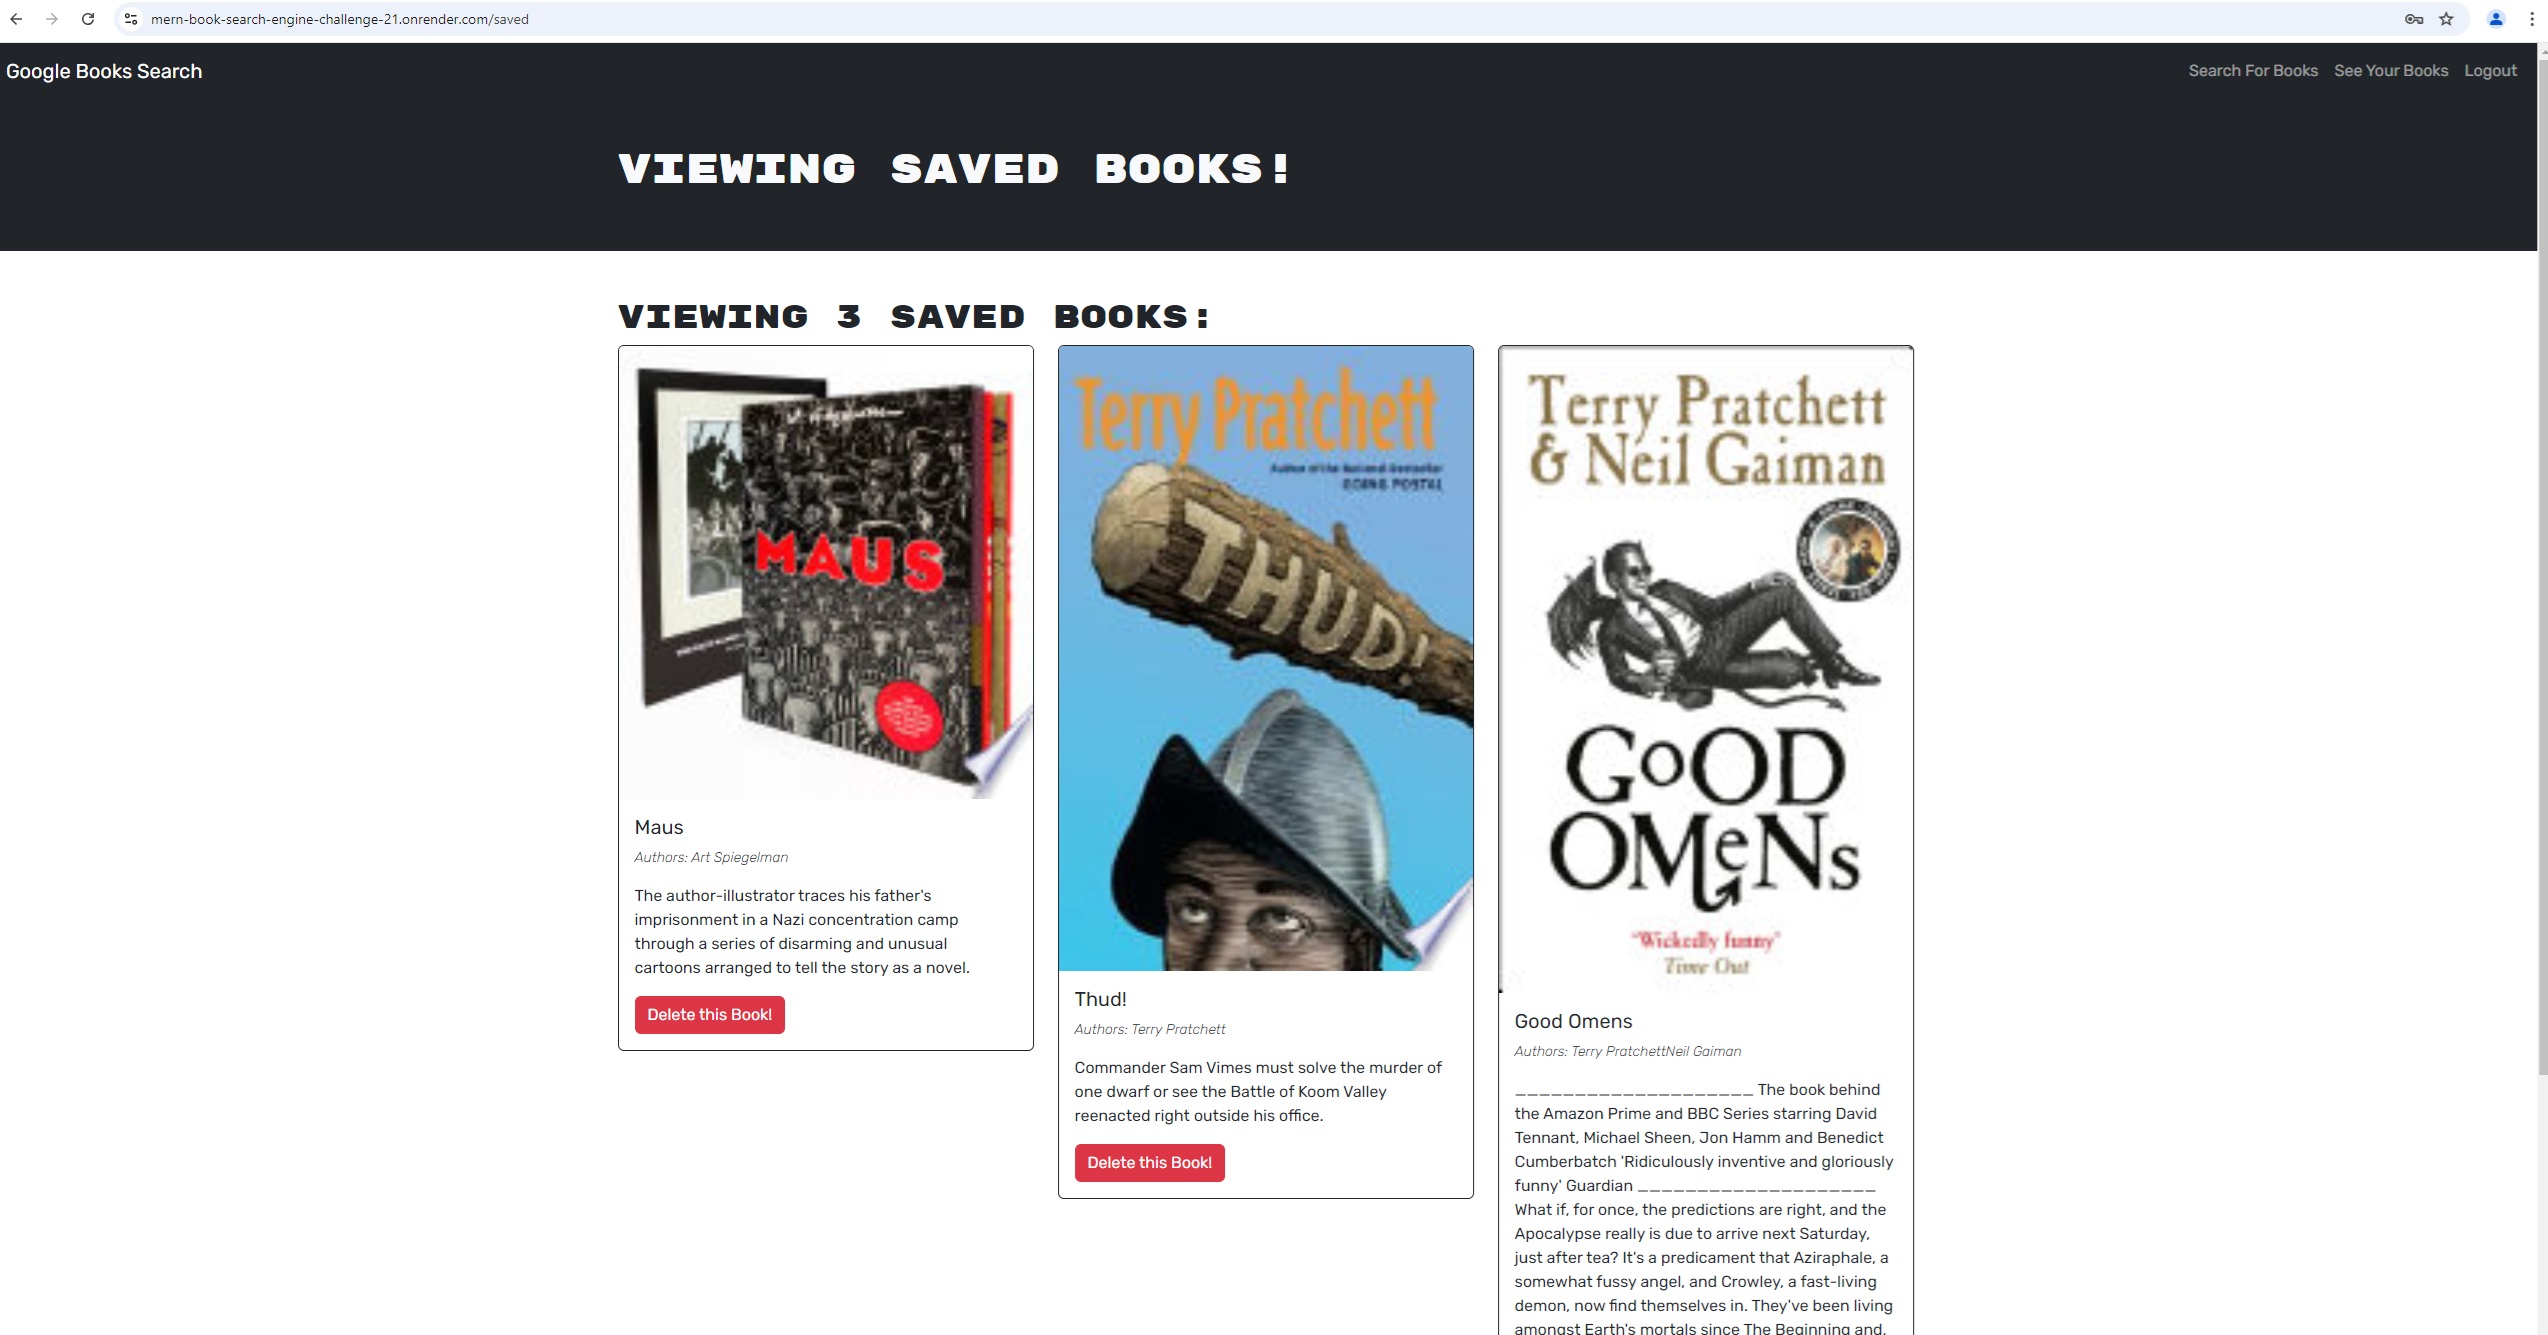 mern-book-search-engine-challenge-21.onrender.com/saved
Google Books Search
Search For Books See Your Books Logout
VIEWING SAVED BOOKS!
VIEWING 3 SAVED BOOKS:
MAUS
Maus
Authors: Art Spiegelman
The author-illustrator traces his father's
imprisonment in a Nazi concentration camp
through a series of disarming and unusual
cartoons arranged to tell the story as a novel.
Delete this Book!
Terry Pratchett
Author of the National Bestseller
GOING POSTAL
THUD!
Thud!
Authors: Terry Pratchett
Commander Sam Vimes must solve the murder of
one dwarf or see the Battle of Koom Valley
reenacted right outside his office.
Delete this Book!
Terry Pratchett
& Neil Gaiman
GOOD
OMENS
"Wickedly funny"
Time Out
Good Omens
Authors: Terry PratchettNeil Gaiman
____________________ The book behind
the Amazon Prime and BBC Series starring David
Tennant, Michael Sheen, Jon Hamm and Benedict
Cumberbatch 'Ridiculously inventive and gloriously
funny' Guardian ____________________
What if, for once, the predictions are right, and the
Apocalypse really is due to arrive next Saturday,
just after tea? It's a predicament that Aziraphale, a
somewhat fussy angel, and Crowley, a fast-living
demon, now find themselves in. They've been living
amongst Earth's mortals since The Beginning and,